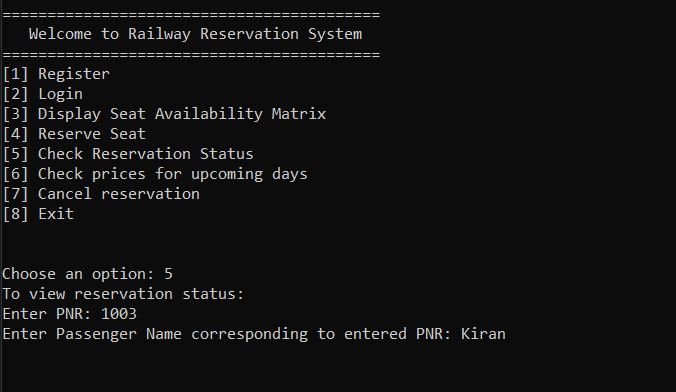 ==========================================
Welcome to Railway Reservation System
==========================================
[1] Register
[2] Login
[3] Display Seat Availability Matrix
[4] Reserve Seat
[5] Check Reservation Status
[6] Check prices for upcoming days
[7] Cancel reservation
[8] Exit
Choose an option: 5
To view reservation status:
Enter PNR: 1003
Enter Passenger Name corresponding to entered PNR: Kiran